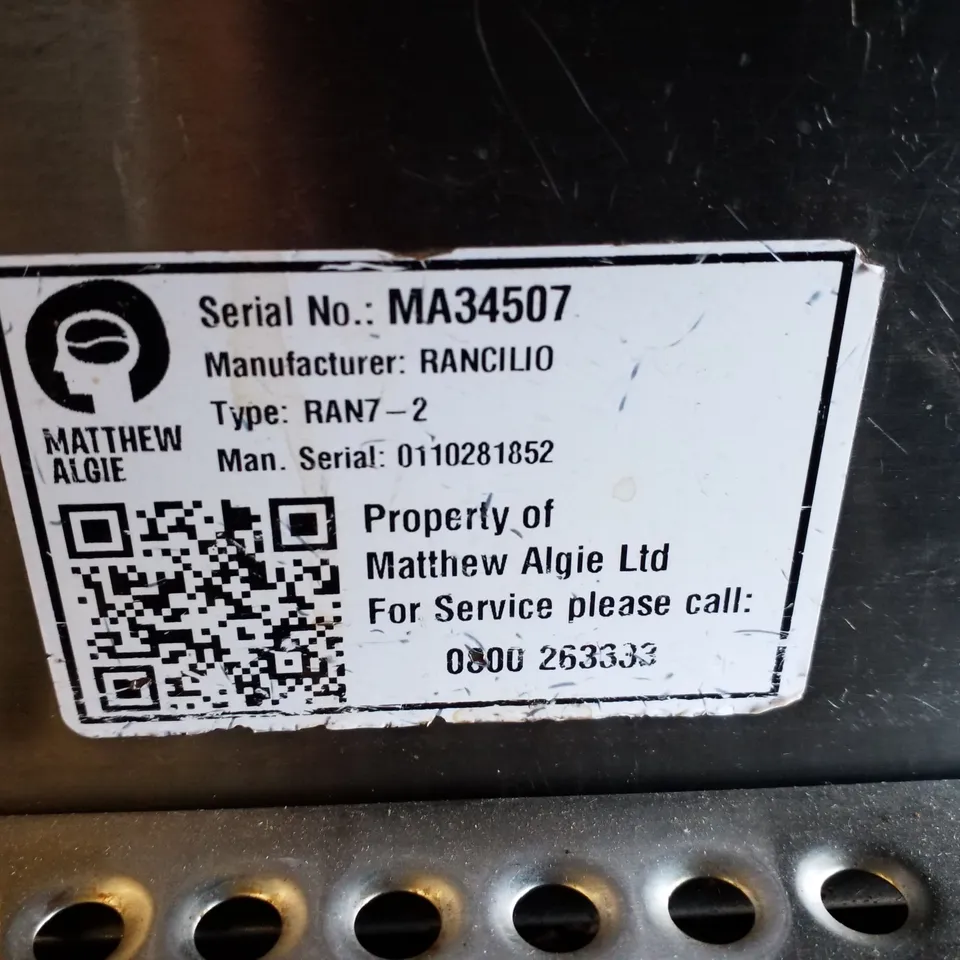 Serial No.: MA34507
Manufacturer: RANCILIO
Type: RAN7-2
Man. Serial: 0110281852
MATTHEW
ALGIE
Property of
Matthew Algie Ltd
For Service please call:
0800 263333